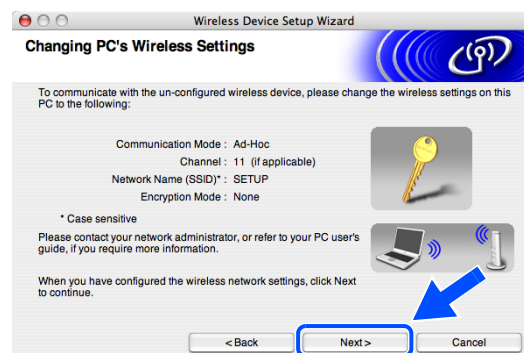 Wireless Device Setup Wizard
Changing PC's Wireless Settings
To communicate with the un-configured wireless device, please change the wireless settings on this
PC to the following:
Communication Mode : Ad-Hoc
Channel : 11 (if applicable)
Network Name (SSID)* : SETUP
Encryption Mode : None
* Case sensitive
Please contact your network administrator, or refer to your PC user's
guide, if you require more information.
When you have configured the wireless network settings, click Next
to continue.
< Back
Next >
Cancel